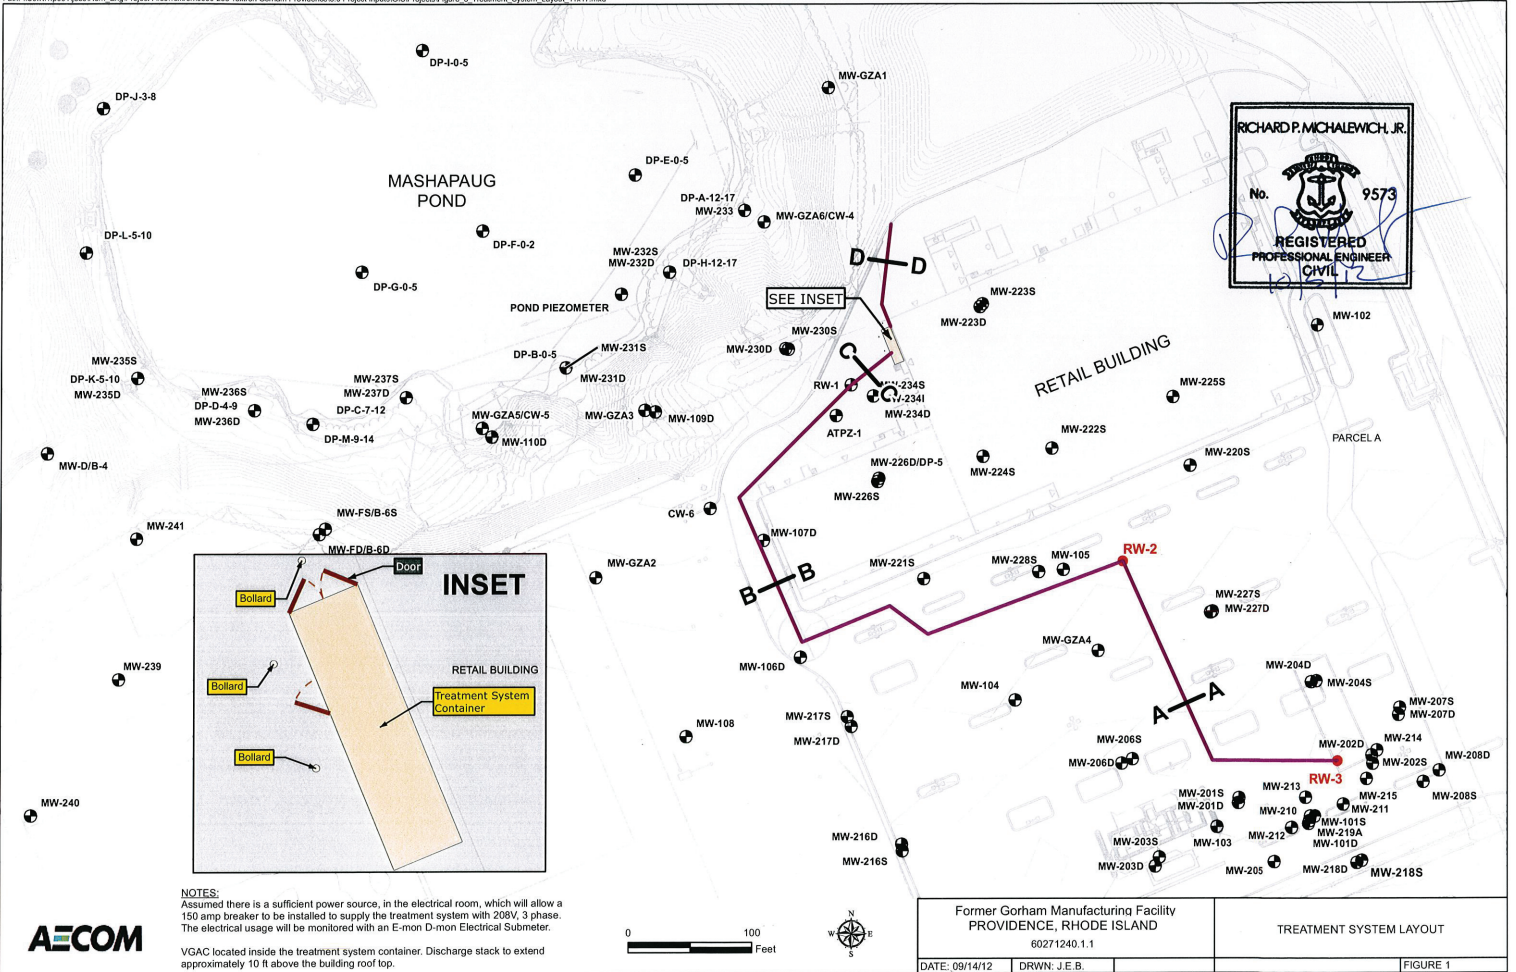 DP-I-0-5
MW-GZA1
DP-J-3-8
RICHARD P. MICHALEWICH, JR.
No. 9573
REGISTERED
PROFESSIONAL ENGINEER
CIVIL
10/5/12
DP-E-0-5
MASHAPAUG
POND
DP-A-12-17
MW-233
MW-GZA6/CW-4
DP-L-5-10
DP-F-0-2
MW-232S
MW-232D
DP-H-12-17
D D
DP-G-0-5
POND PIEZOMETER
SEE INSET
MW-223S
MW-223D
MW-102
MW-230S
MW-230D
RETAIL BUILDING
DP-B-0-5
MW-231S
MW-231D
C C
MW-235S
DP-K-5-10
MW-235D
MW-236S
DP-D-4-9
MW-236D
MW-237S
MW-237D
DP-C-7-12
DP-M-9-14
RW-1
MW-234S
MW-234I
MW-234D
MW-225S
MW-GZA5/CW-5
MW-110D
MW-GZA3
MW-109D
ATPZ-1
MW-222S
PARCEL A
MW-D/B-4
MW-226D/DP-5
MW-226S
MW-224S
MW-220S
CW-6
MW-241
MW-FS/B-6S
MW-FD/B-6D
MW-107D
MW-GZA2
MW-221S
MW-228S
MW-105
RW-2
B B
MW-227S
MW-227D
INSET
Door
Bollard
RETAIL BUILDING
Bollard
Treatment System
Container
Bollard
MW-239
MW-106D
MW-GZA4
MW-204D
MW-204S
MW-104
A A
MW-207S
MW-207D
MW-217S
MW-217D
MW-108
MW-206S
MW-206D
MW-202D
MW-214
MW-202S
MW-208D
MW-208S
RW-3
MW-240
MW-201S
MW-201D
MW-213
MW-215
MW-211
MW-210
MW-101S
MW-219A
MW-101D
MW-212
MW-103
MW-216D
MW-216S
MW-203S
MW-203D
MW-205
MW-218D
MW-218S
NOTES:
Assumed there is a sufficient power source, in the electrical room, which will allow a
150 amp breaker to be installed to supply the treatment system with 208V, 3 phase.
The electrical usage will be monitored with an E-mon D-mon Electrical Submeter.
VGAC located inside the treatment system container. Discharge stack to extend
approximately 10 ft above the building roof top.
AECOM
0 100
Feet
N
W E
S
Former Gorham Manufacturing Facility
PROVIDENCE, RHODE ISLAND
60271240.1.1
TREATMENT SYSTEM LAYOUT
DATE: 09/14/12
DRWN: J.E.B.
FIGURE 1